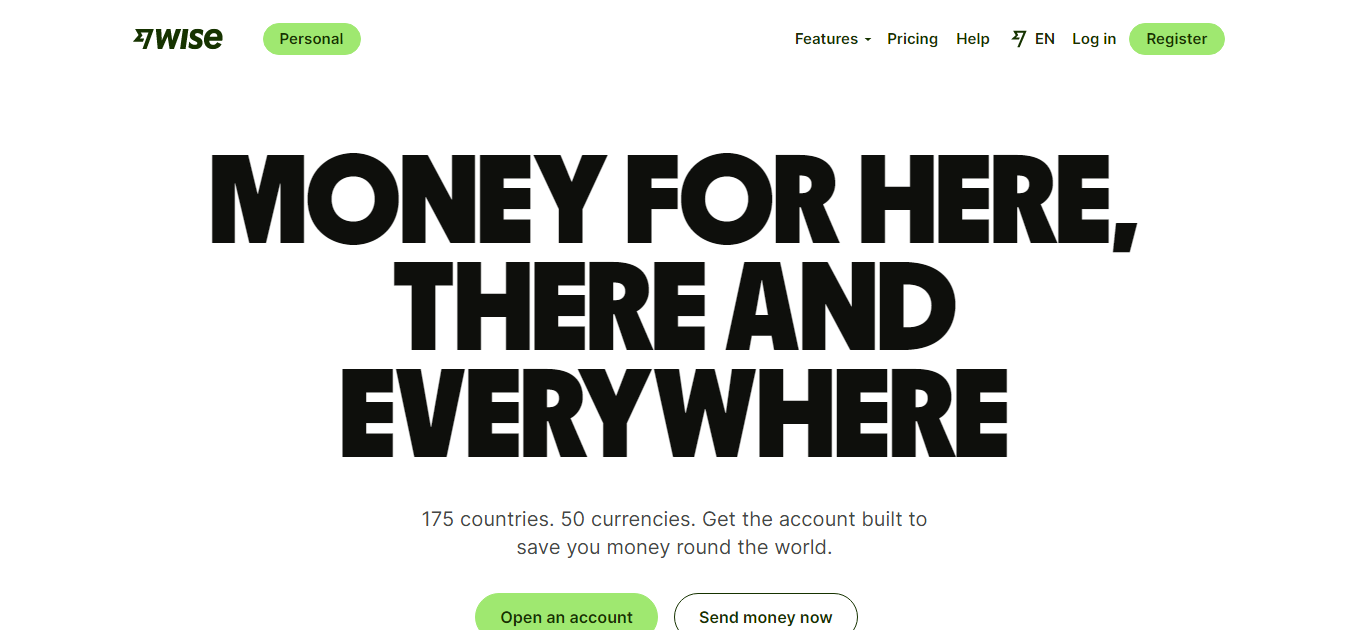 wise
Personal
Features
Pricing
Help
EN
Log in
Register
MONEY FOR HERE,
THERE AND
EVERYWHERE
175 countries. 50 currencies. Get the account built to
save you money round the world.
Open an account
Send money now